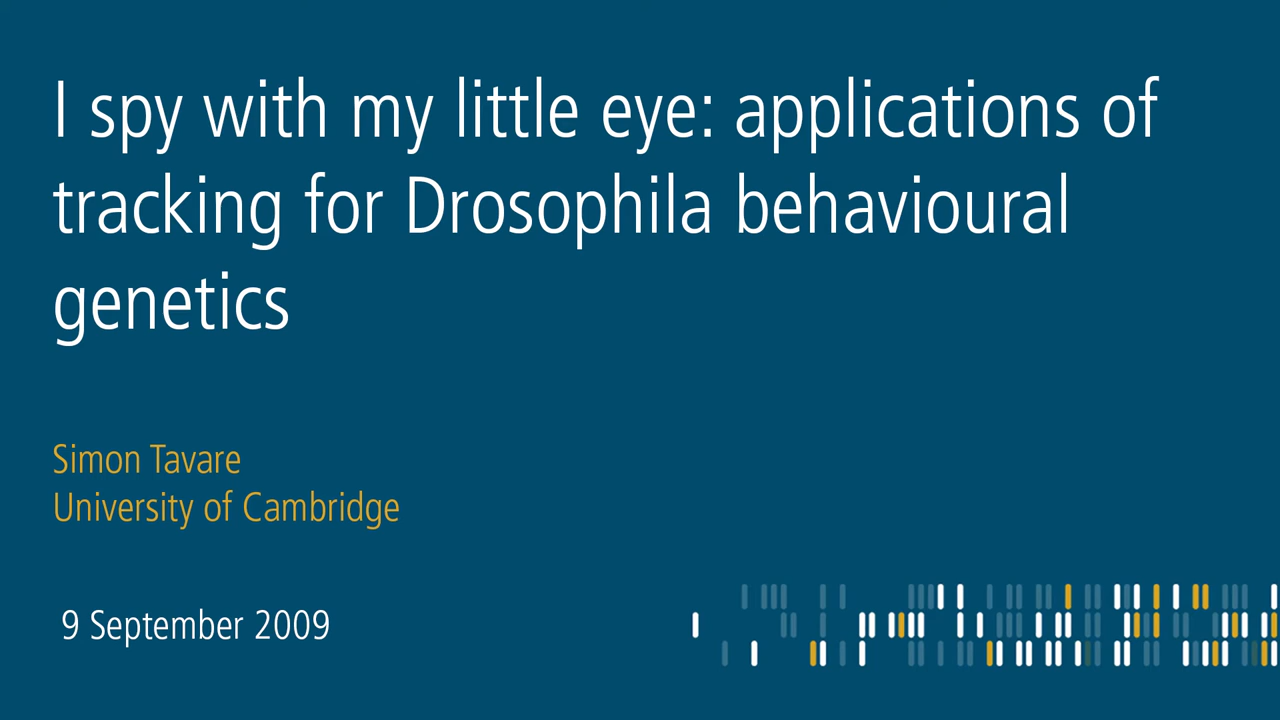 I spy with my little eye: applications of
tracking for Drosophila behavioural
genetics
Simon Tavare
University of Cambridge
9 September 2009